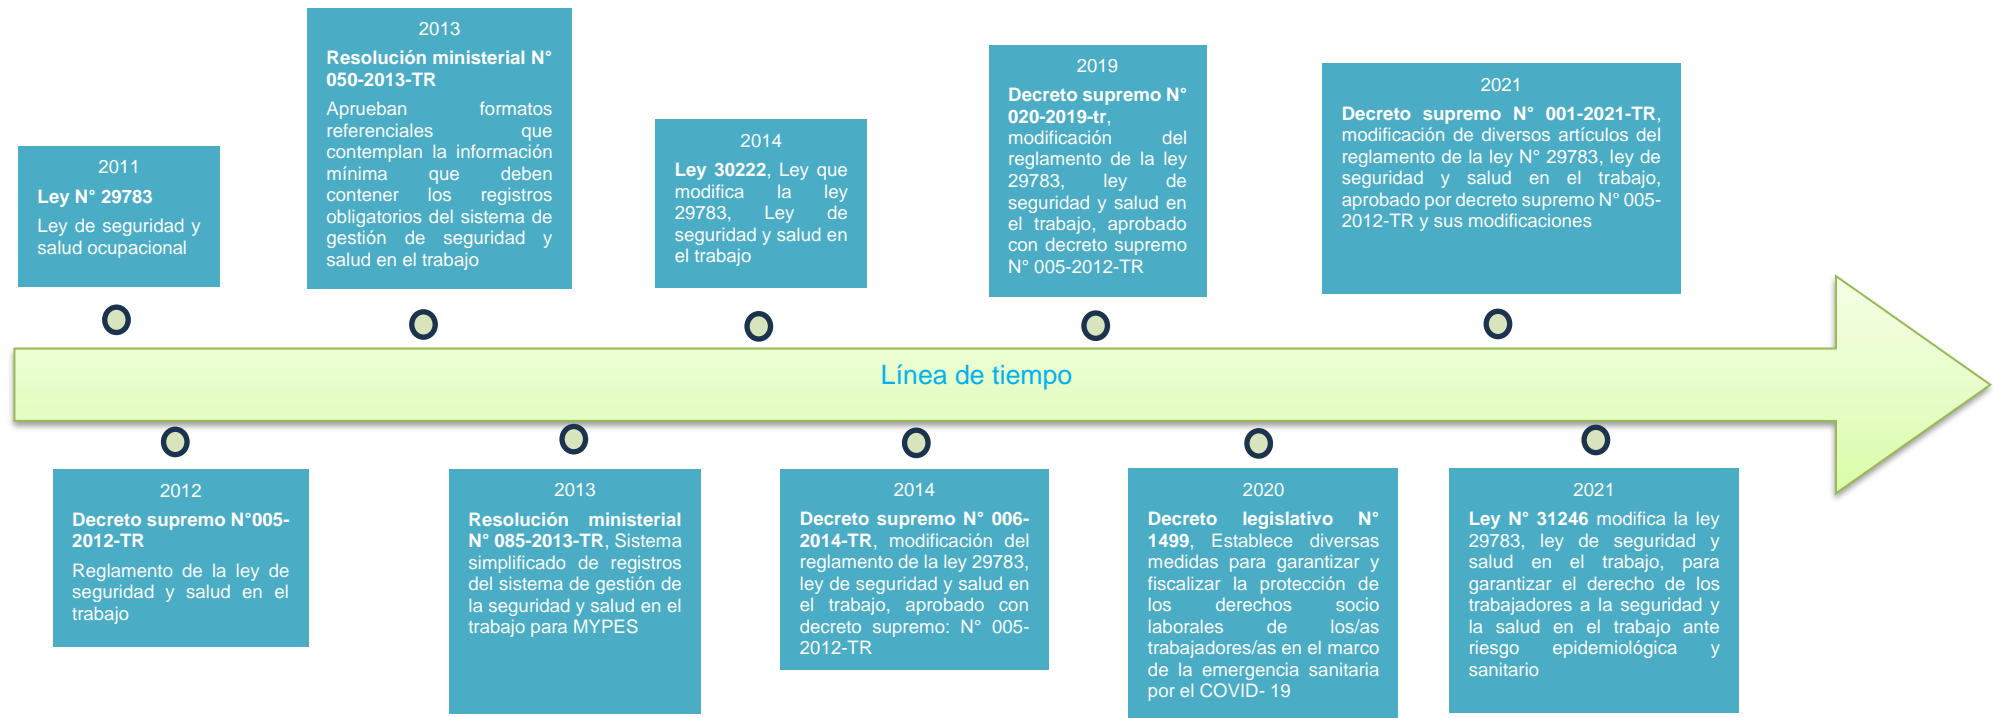 2011
Ley N° 29783
Ley de seguridad y
salud ocupacional
2013
Resolución ministerial N°
050-2013-TR
Aprueban formatos
referenciales que
contemplan la información
mínima que deben
contener los registros
obligatorios del sistema de
gestión de seguridad y
salud en el trabajo
2014
Ley 30222, Ley que
modifica la ley
29783, Ley de
seguridad y salud en
el trabajo
2019
Decreto supremo N°
020-2019-tr,
modificación del
reglamento de la ley
29783, ley de
seguridad y salud en
el trabajo, aprobado
con decreto supremo
N° 005-2012-TR
2021
Decreto supremo N° 001-2021-TR,
modificación de diversos artículos del
reglamento de la ley N° 29783, ley de
seguridad y salud en el trabajo,
aprobado por decreto supremo N° 005-
2012-TR y sus modificaciones
Línea de tiempo
2012
Decreto supremo N°005-
2012-TR
Reglamento de la ley de
seguridad y salud en el
trabajo
2013
Resolución ministerial
N° 085-2013-TR, Sistema
simplificado de registros
del sistema de gestión de
la seguridad y salud en el
trabajo para MYPES
2014
Decreto supremo N° 006-
2014-TR, modificación del
reglamento de la ley 29783,
ley de seguridad y salud en
el trabajo, aprobado con
decreto supremo: N° 005-
2012-TR
2020
Decreto legislativo N°
1499, Establece diversas
medidas para garantizar y
fiscalizar la protección de
los derechos socio
laborales de los/as
trabajadores/as en el marco
de la emergencia sanitaria
por el COVID- 19
2021
Ley N° 31246 modifica la ley
29783, ley de seguridad y
salud en el trabajo, para
garantizar el derecho de los
trabajadores a la seguridad y
la salud en el trabajo ante
riesgo epidemiológica y
sanitario